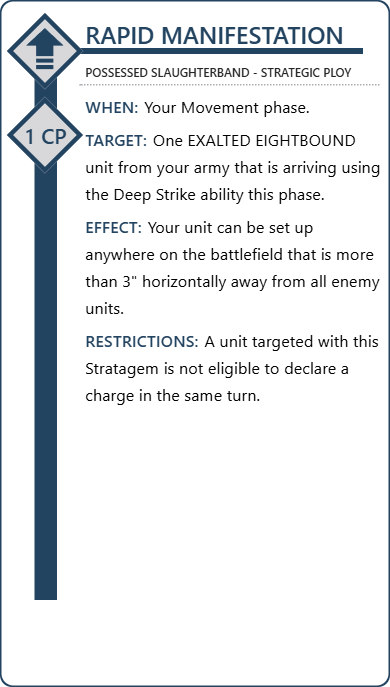 RAPID MANIFESTATION
POSSESSED SLAUGHTERBAND - STRATEGIC PLOY
WHEN: Your Movement phase.
1 CP
TARGET: One EXALTED EIGHTBOUND
unit from your army that is arriving using
the Deep Strike ability this phase.
EFFECT: Your unit can be set up
anywhere on the battlefield that is more
than 3" horizontally away from all enemy
units.
RESTRICTIONS: A unit targeted with this
Stratagem is not eligible to declare a
charge in the same turn.